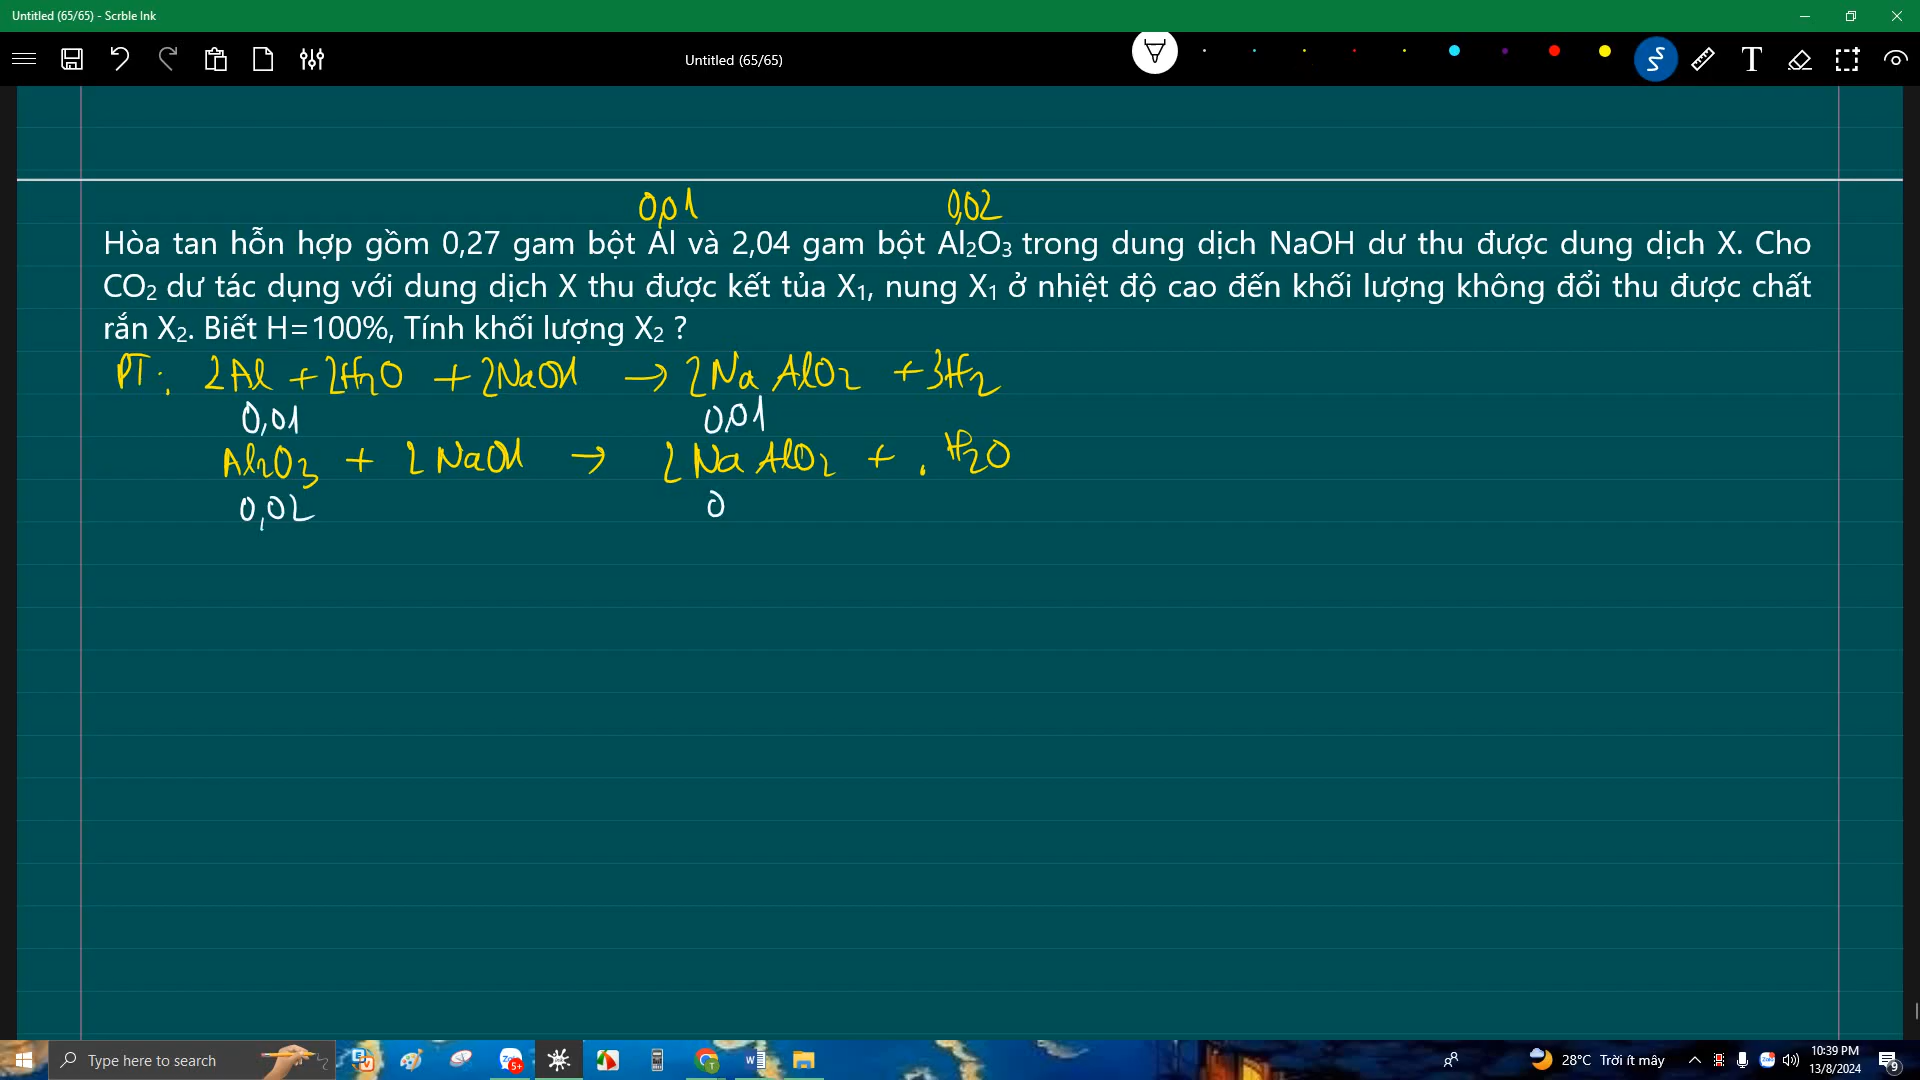 Untitled (65/65) - Scrble Ink
Untitled (65/65)
0,01 0,02
Hòa tan hỗn hợp gồm 0,27 gam bột Al và 2,04 gam bột Al₂O₃ trong dung dịch NaOH dư thu được dung dịch X. Cho
CO₂ dư tác dụng với dung dịch X thu được kết tủa X₁, nung X₁ ở nhiệt độ cao đến khối lượng không đổi thu được chất
rắn X₂. Biết H=100%, Tính khối lượng X₂ ?
PT: 2Al + 2H₂O + 2NaOH → 2NaAlO₂ + 3H₂
0,01 0,01
Al₂O₃ + 2NaOH → 2NaAlO₂ + . H₂O
0,02 0
Type here to search
28°C Trời ít mây
10:39 PM
13/8/2024